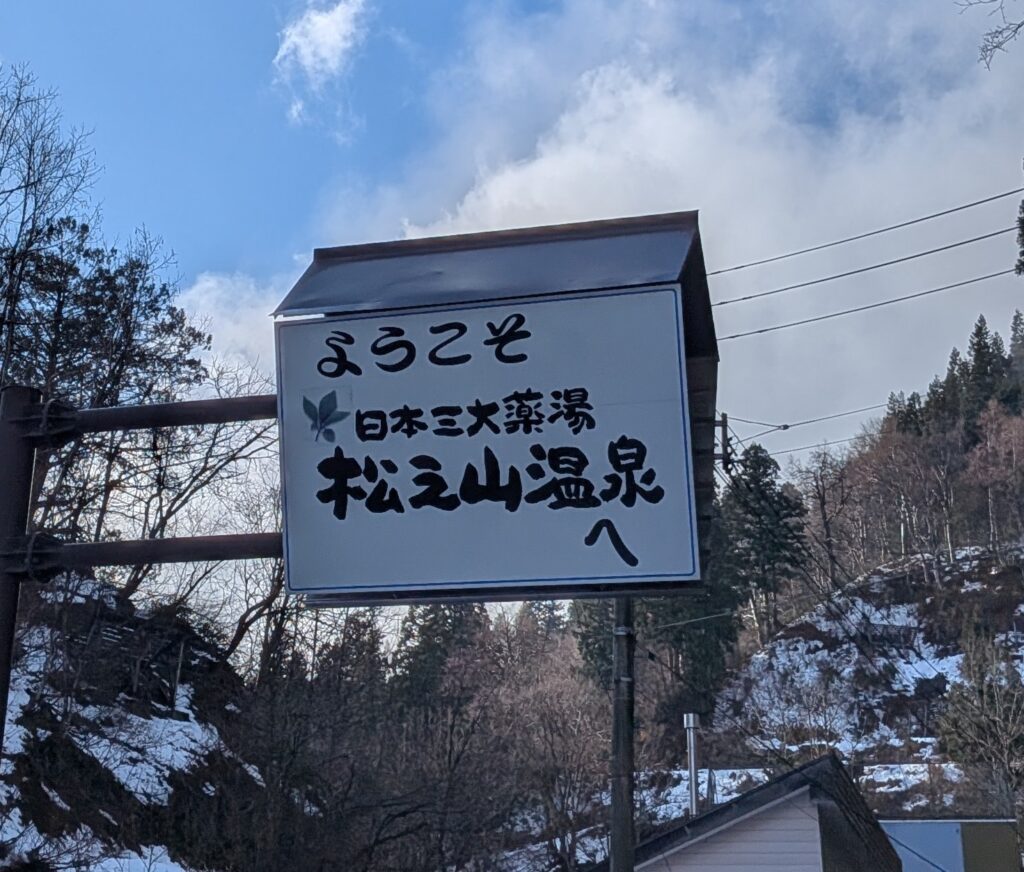 ようこそ
日本三大薬湯
松之山温泉
へ